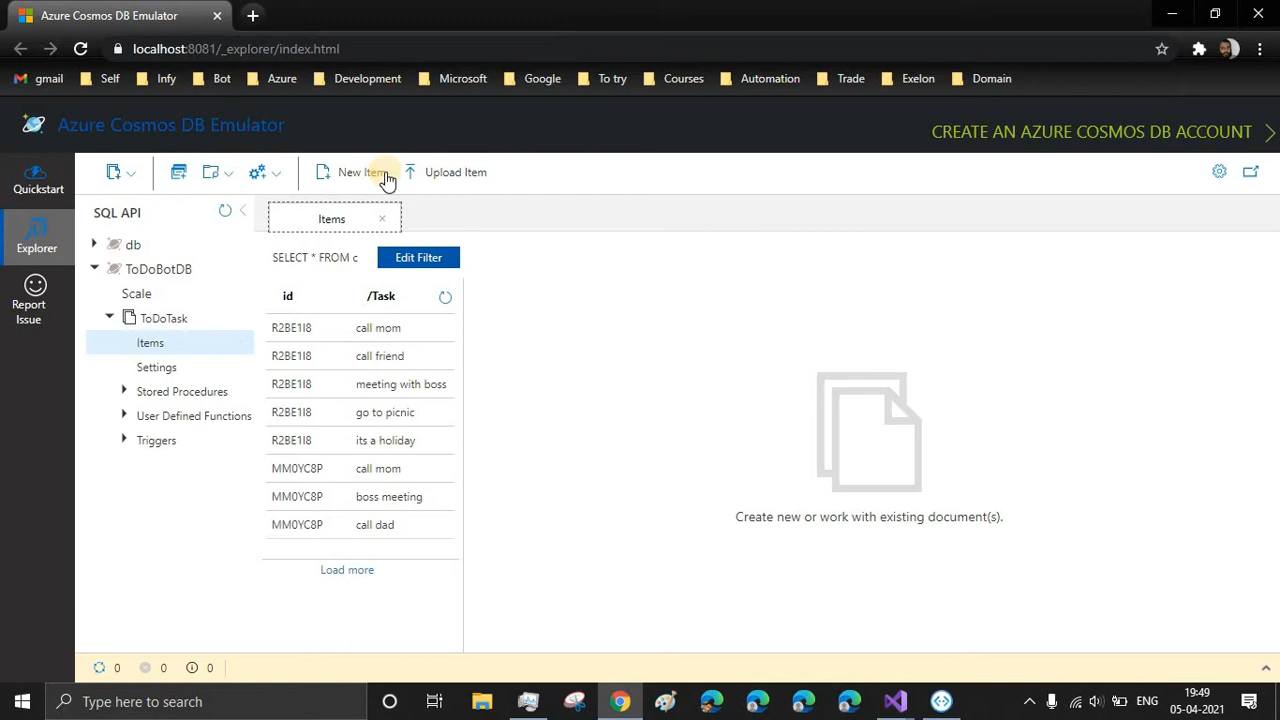 Azure Cosmos DB Emulator
localhost:8081/_explorer/index.html
gmail Self Infy Bot Azure Development Microsoft Google To try Courses Automation Trade Exelon Domain
Azure Cosmos DB Emulator
CREATE AN AZURE COSMOS DB ACCOUNT
Quickstart
Explorer
Report
Issue
New Item Upload Item
SQL API
db
ToDoBotDB
Scale
ToDoTask
Items
Settings
Stored Procedures
User Defined Functions
Triggers
Items
SELECT * FROM c Edit Filter
id /Task
R2BE1I8 call mom
R2BE1I8 call friend
R2BE1I8 meeting with boss
R2BE1I8 go to picnic
R2BE1I8 its a holiday
MM0YC8P call mom
MM0YC8P boss meeting
MM0YC8P call dad
Load more
Create new or work with existing document(s).
0 0 0
Type here to search
ENG
19:49
05-04-2021